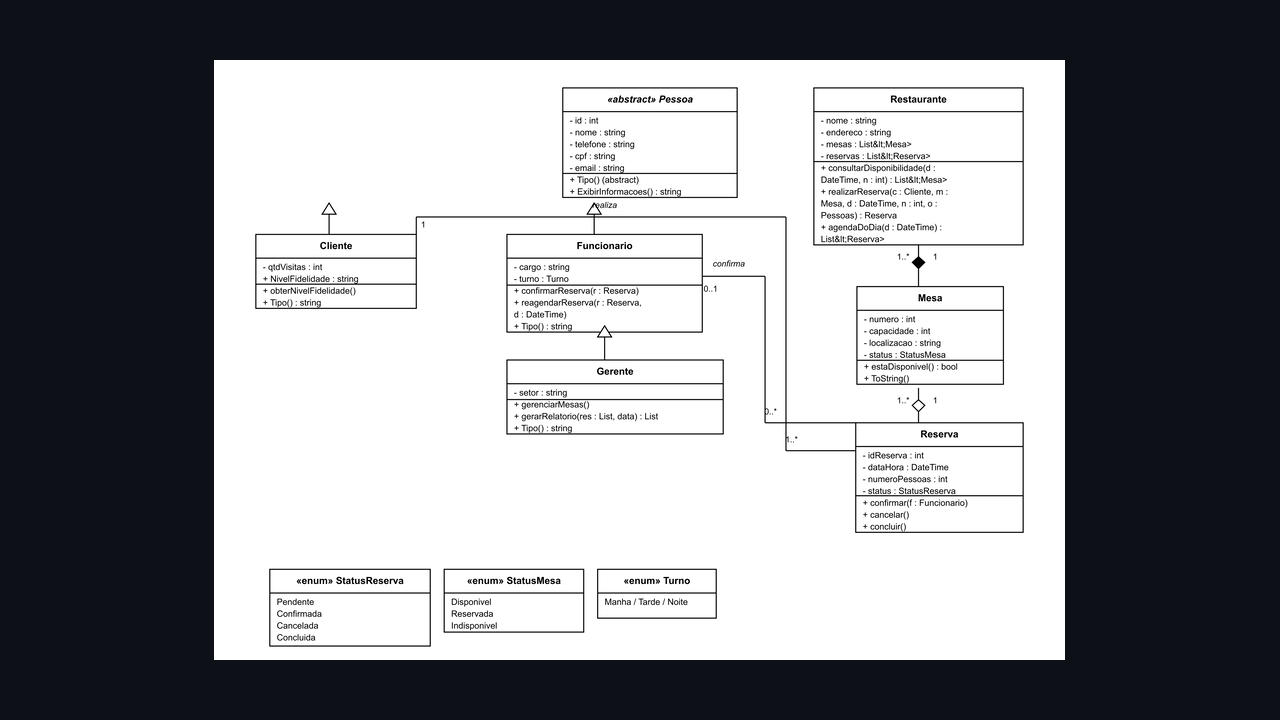 «abstract» Pessoa
- id : int
- nome : string
- telefone : string
- cpf : string
- email : string
+ Tipo() (abstract)
+ ExibirInformacoes() : string
Restaurante
- nome : string
- endereco : string
- mesas : List&lt;Mesa>
- reservas : List&lt;Reserva>
+ consultarDisponibilidade(d :
DateTime, n : int) : List&lt;Mesa>
+ realizarReserva(c : Cliente, m :
Mesa, d : DateTime, n : int, o :
Pessoas) : Reserva
+ agendaDoDia(d : DateTime) :
List&lt;Reserva>
realiza
1
Cliente
- qtdVisitas : int
+ NivelFidelidade : string
+ obterNivelFidelidade()
+ Tipo() : string
Funcionario
- cargo : string
- turno : Turno
+ confirmarReserva(r : Reserva)
+ reagendarReserva(r : Reserva,
d : DateTime)
+ Tipo() : string
confirma
0..1
1..* 1
Mesa
- numero : int
- capacidade : int
- localizacao : string
- status : StatusMesa
+ estaDisponivel() : bool
+ ToString()
Gerente
- setor : string
+ gerenciarMesas()
+ gerarRelatorio(res : List, data) : List
+ Tipo() : string
1..* 1
0..*
1..*
Reserva
- idReserva : int
- dataHora : DateTime
- numeroPessoas : int
- status : StatusReserva
+ confirmar(f : Funcionario)
+ cancelar()
+ concluir()
«enum» StatusReserva
Pendente
Confirmada
Cancelada
Concluida
«enum» StatusMesa
Disponivel
Reservada
Indisponivel
«enum» Turno
Manha / Tarde / Noite